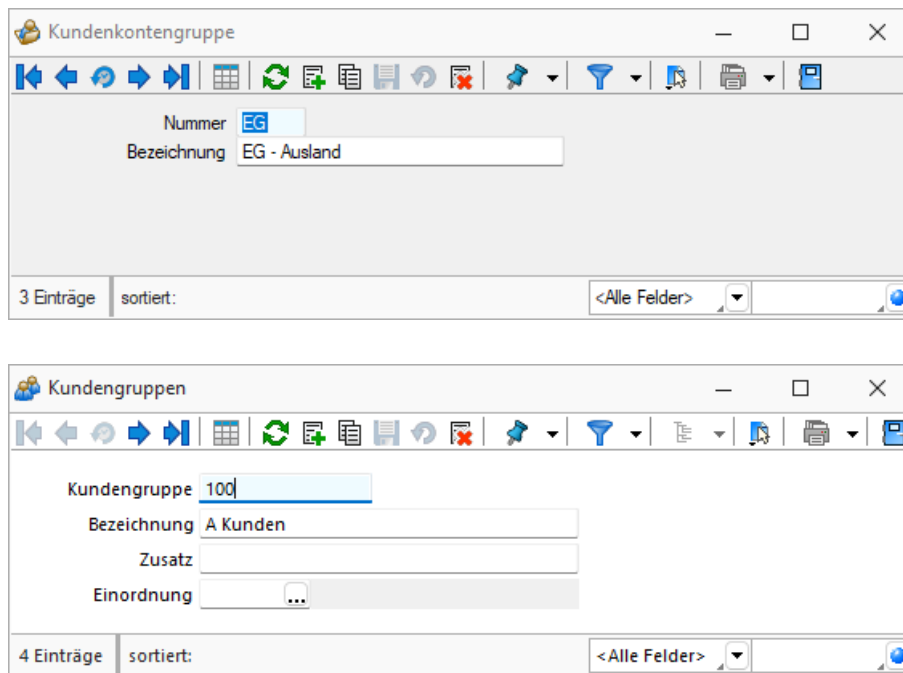 Kundenkontengruppe
Nummer EG
Bezeichnung EG - Ausland
3 Einträge sortiert: <Alle Felder>
Kundengruppen
Kundengruppe 100
Bezeichnung A Kunden
Zusatz
Einordnung ...
4 Einträge sortiert: <Alle Felder>